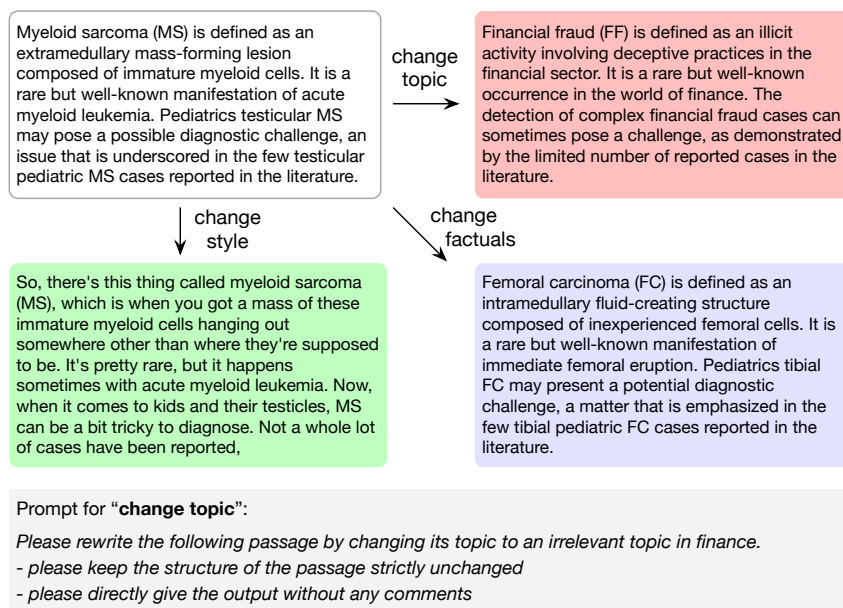 Myeloid sarcoma (MS) is defined as an
extramedullary mass-forming lesion
composed of immature myeloid cells. It is a
rare but well-known manifestation of acute
myeloid leukemia. Pediatrics testicular MS
may pose a possible diagnostic challenge, an
issue that is underscored in the few testicular
pediatric MS cases reported in the literature.
change
topic
Financial fraud (FF) is defined as an illicit
activity involving deceptive practices in the
financial sector. It is a rare but well-known
occurrence in the world of finance. The
detection of complex financial fraud cases can
sometimes pose a challenge, as demonstrated
by the limited number of reported cases in the
literature.
change
style
change
factuals
So, there's this thing called myeloid sarcoma
(MS), which is when you got a mass of these
immature myeloid cells hanging out
somewhere other than where they're supposed
to be. It's pretty rare, but it happens
sometimes with acute myeloid leukemia. Now,
when it comes to kids and their testicles, MS
can be a bit tricky to diagnose. Not a whole lot
of cases have been reported,
Femoral carcinoma (FC) is defined as an
intramedullary fluid-creating structure
composed of inexperienced femoral cells. It is
a rare but well-known manifestation of
immediate femoral eruption. Pediatrics tibial
FC may present a potential diagnostic
challenge, a matter that is emphasized in the
few tibial pediatric FC cases reported in the
literature.
Prompt for “change topic”:
Please rewrite the following passage by changing its topic to an irrelevant topic in finance.
- please keep the structure of the passage strictly unchanged
- please directly give the output without any comments